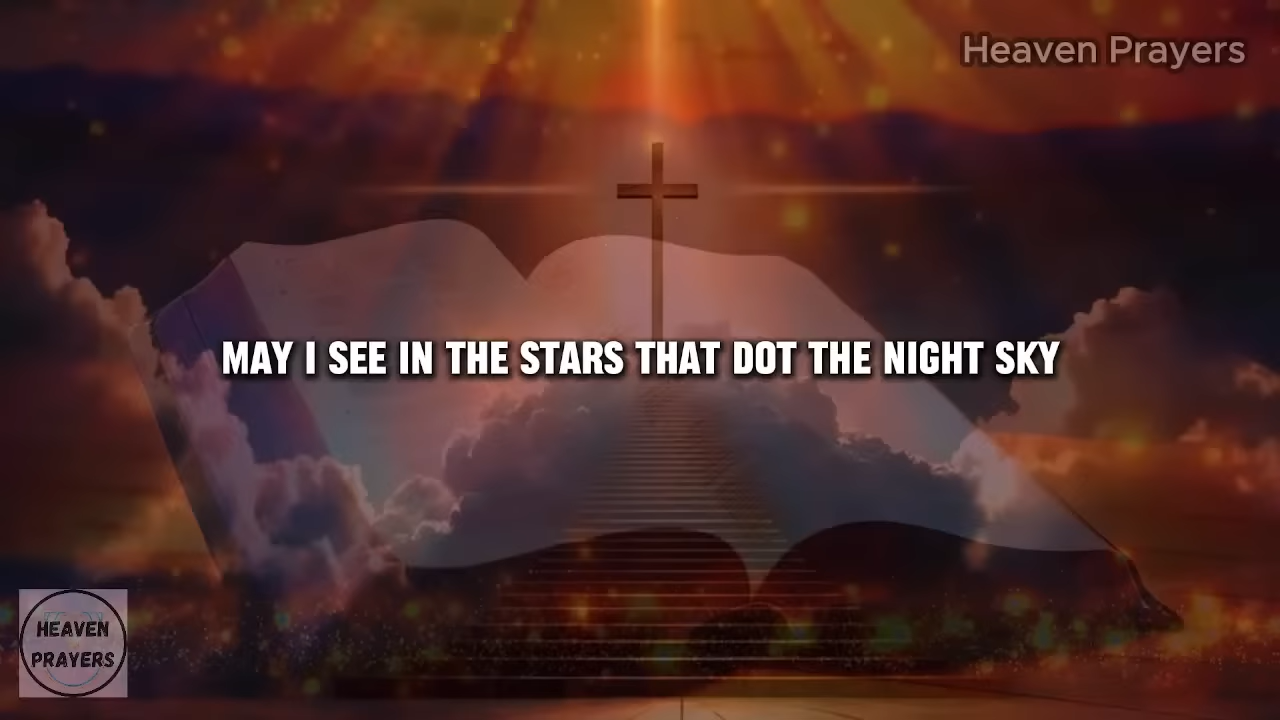 Heaven Prayers
MAY I SEE IN THE STARS THAT DOT THE NIGHT SKY
HEAVEN
PRAYERS